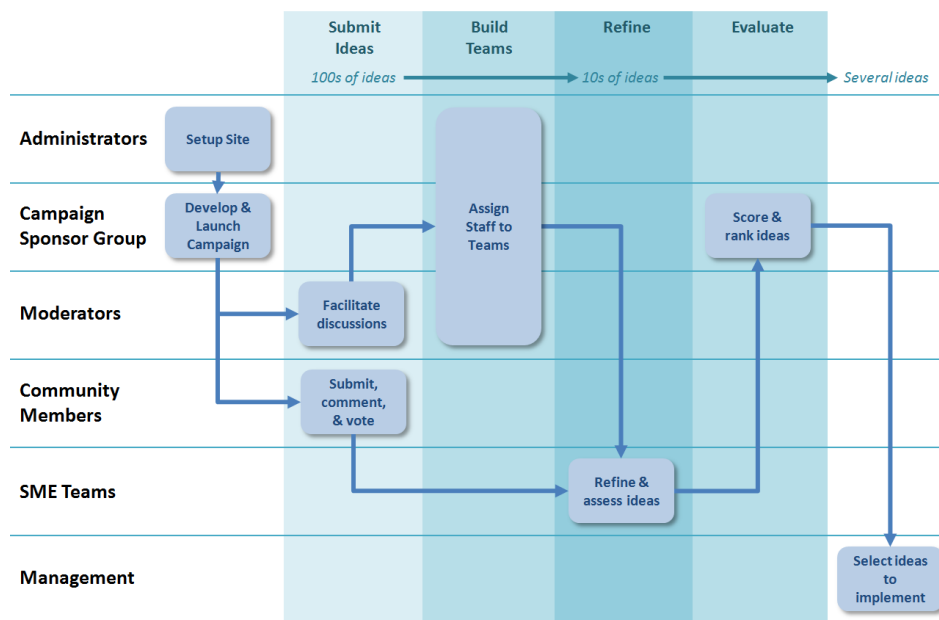 Submit
Ideas
Build
Teams
Refine
Evaluate
100s of ideas
10s of ideas
Several ideas
Administrators
Setup Site
Campaign
Sponsor Group
Develop &
Launch
Campaign
Assign
Staff to
Teams
Score &
rank ideas
Moderators
Facilitate
discussions
Community
Members
Submit,
comment,
& vote
SME Teams
Refine &
assess ideas
Management
Select ideas
to
implement